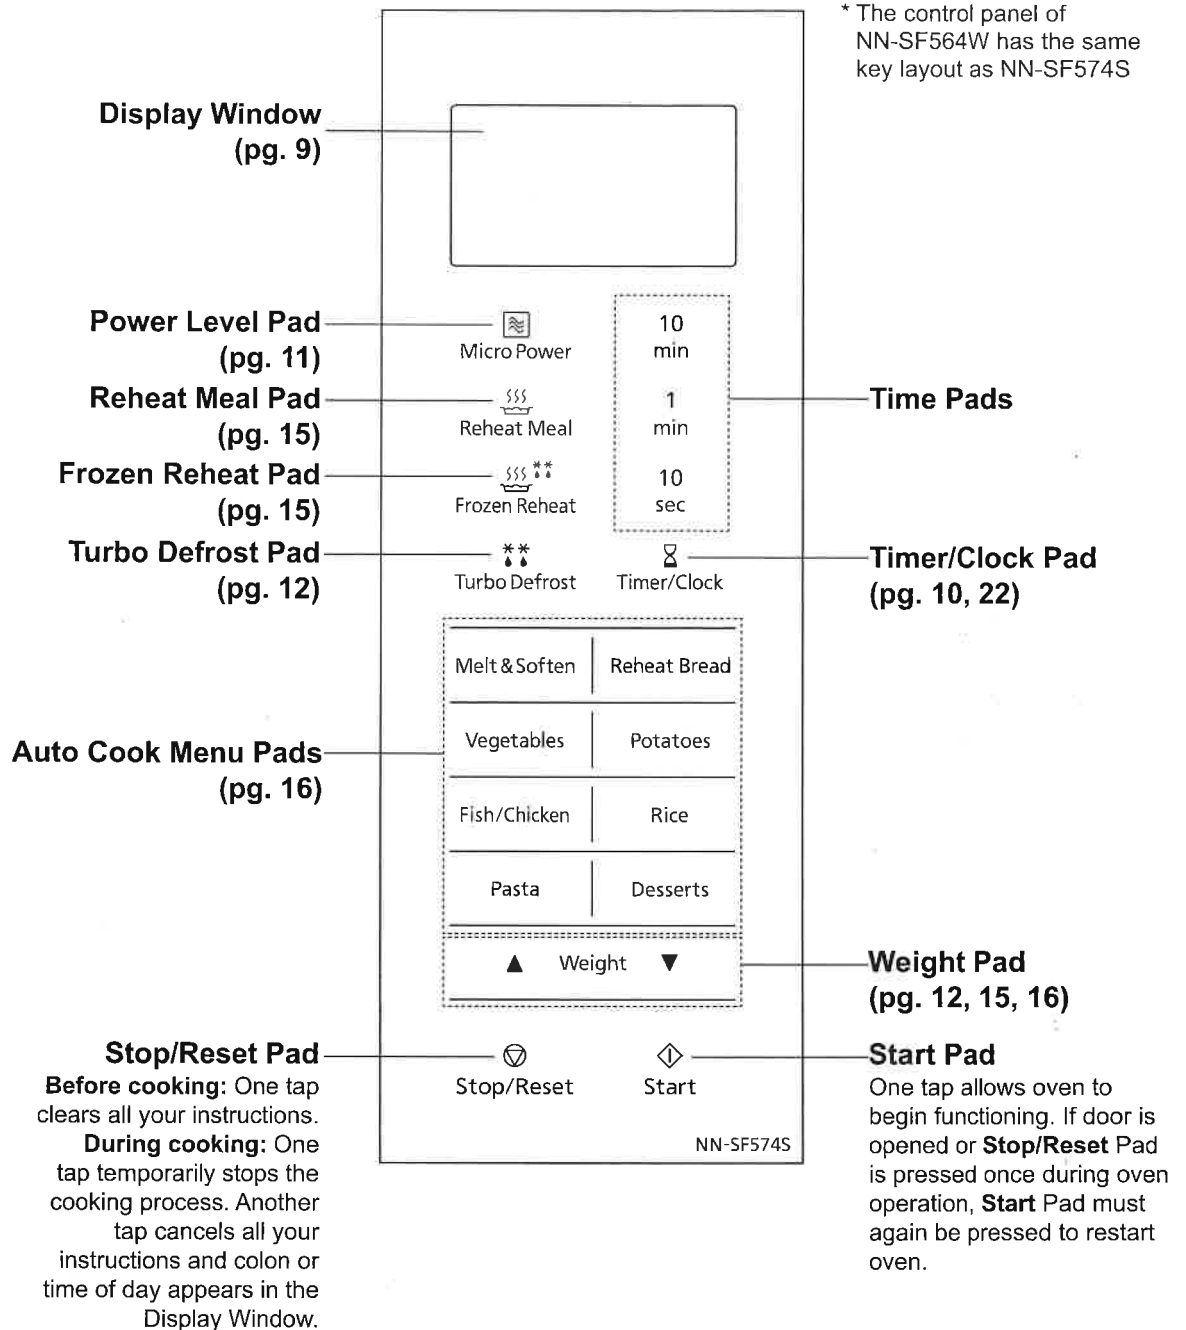 * The control panel of
NN-SF564W has the same
key layout as NN-SF574S
Display Window
(pg. 9)
Power Level Pad
(pg. 11)
Micro Power
10
min
Reheat Meal Pad
(pg. 15)
Reheat Meal
1
min
Time Pads
Frozen Reheat Pad
(pg. 15)
Frozen Reheat
10
sec
Turbo Defrost Pad
(pg. 12)
Turbo Defrost
Timer/Clock
Timer/Clock Pad
(pg. 10, 22)
Auto Cook Menu Pads
(pg. 16)
Melt & Soften
Reheat Bread
Vegetables
Potatoes
Fish/Chicken
Rice
Pasta
Desserts
▲ Weight ▼
Weight Pad
(pg. 12, 15, 16)
Stop/Reset Pad
Before cooking: One tap
clears all your instructions.
During cooking: One
tap temporarily stops the
cooking process. Another
tap cancels all your
instructions and colon or
time of day appears in the
Display Window.
Stop/Reset
Start
NN-SF574S
Start Pad
One tap allows oven to
begin functioning. If door is
opened or Stop/Reset Pad
is pressed once during oven
operation, Start Pad must
again be pressed to restart
oven.